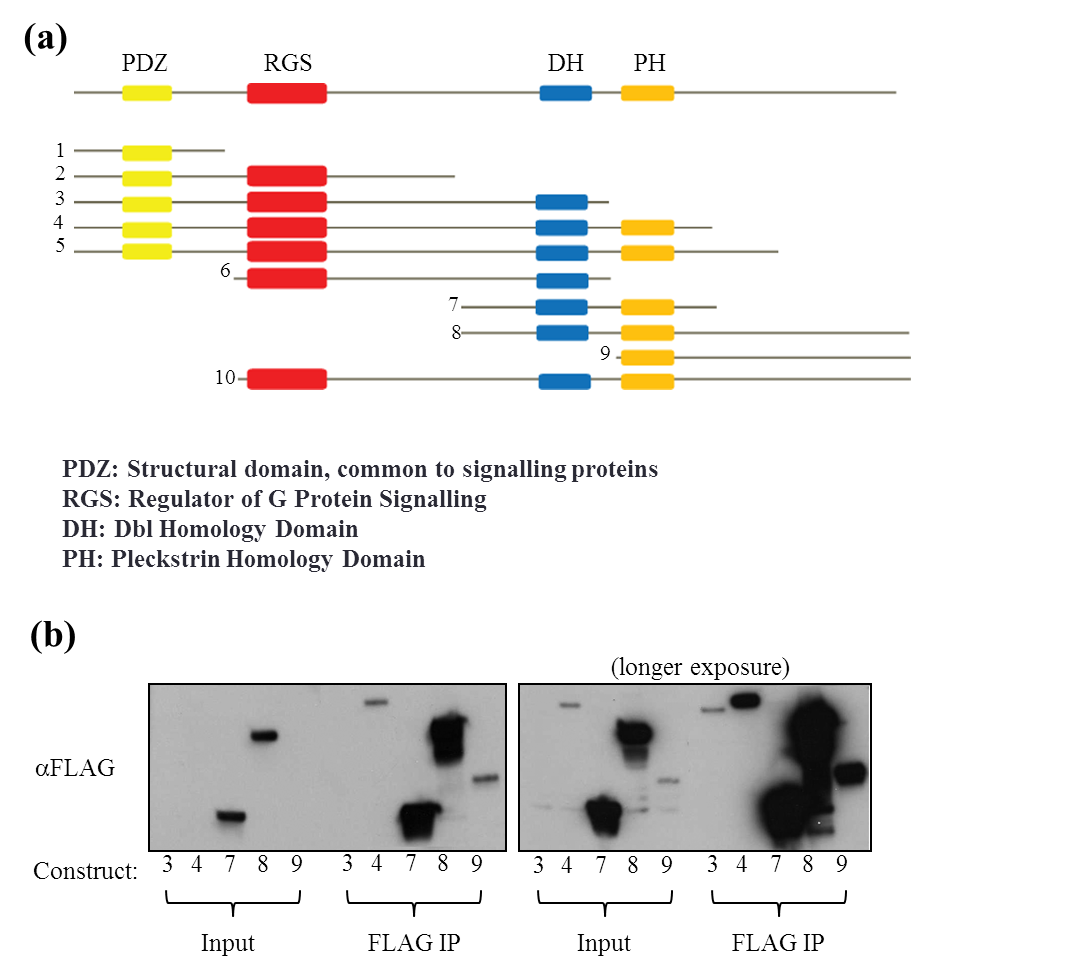 (a)
PDZ RGS DH PH
1
2
3
4
5
6
7
8
9
10
PDZ: Structural domain, common to signalling proteins
RGS: Regulator of G Protein Signalling
DH: Dbl Homology Domain
PH: Pleckstrin Homology Domain
(b)
(longer exposure)
αFLAG
Construct: 3 4 7 8 9 3 4 7 8 9 3 4 7 8 9 3 4 7 8 9
Input FLAG IP Input FLAG IP